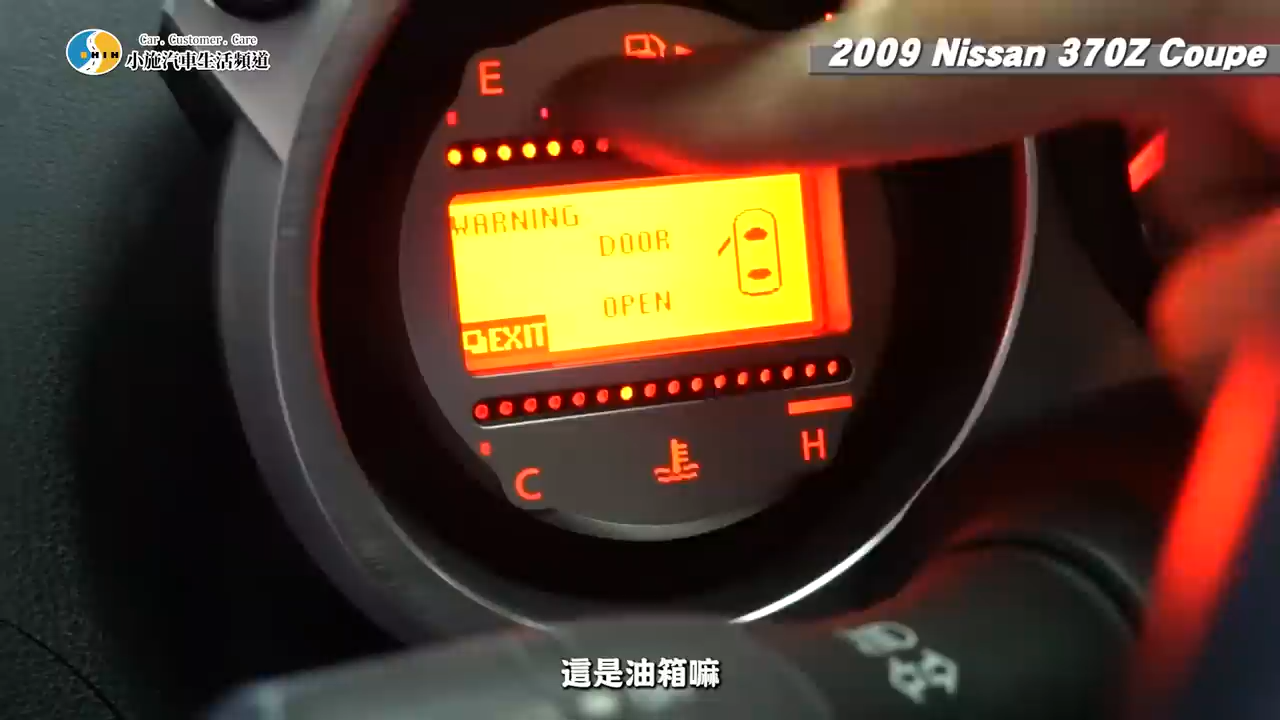 Car. Customer. Care
SHIH
小施汽車生活頻道
2009 Nissan 370Z Coupe
E
WARNING
DOOR
OPEN
EXIT
C
H
這是油箱嘛